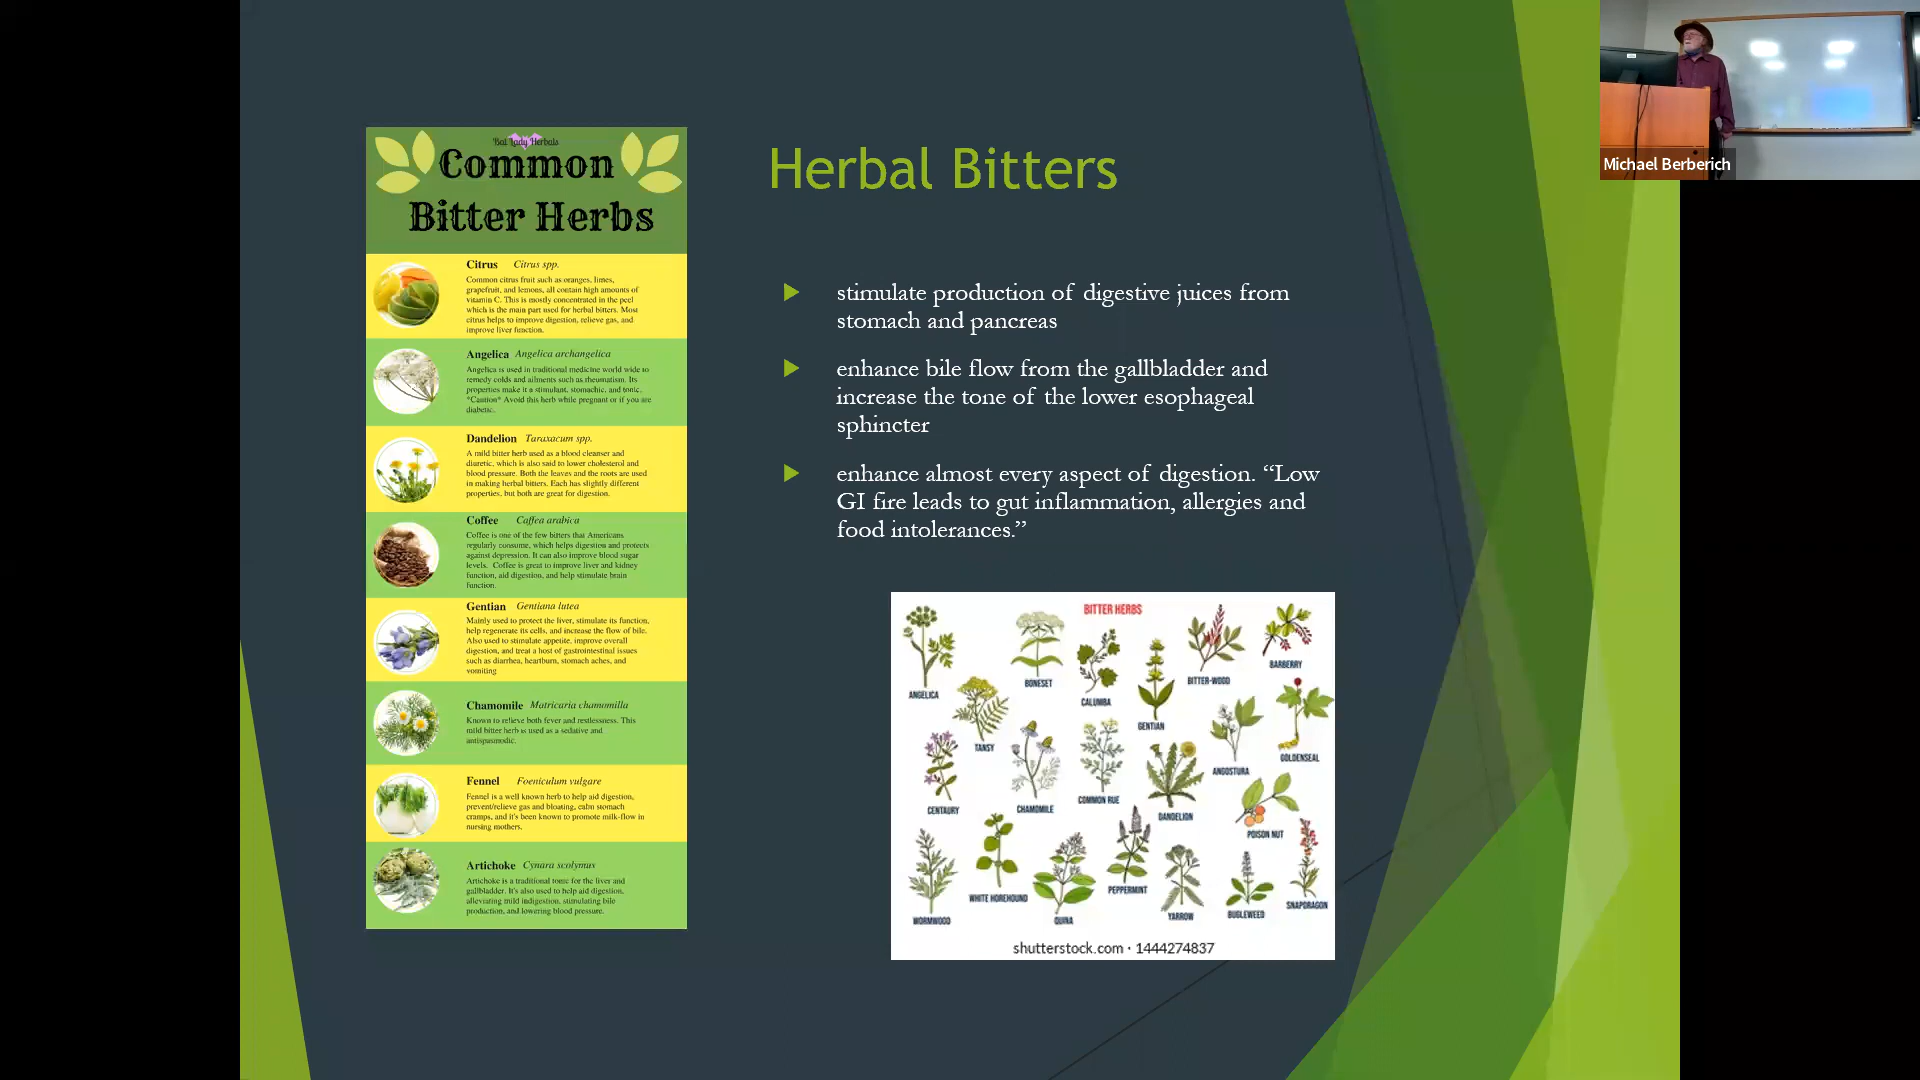 Bat Lady Herbals
Common
Bitter Herbs
Citrus Citrus spp.
Common citrus fruit such as oranges, limes,
grapefruit, and lemons, all contain high amounts of
vitamin C. This is mostly concentrated in the peel
which is the main part used for herbal bitters. Most
citrus helps to improve digestion, relieve gas, and
improve liver function.
Angelica Angelica archangelica
Angelica is used in traditional medicine world wide to
remedy colds and ailments such as rheumatism. Its
properties make it a stimulant, stomachic, and tonic.
*Caution* Avoid this herb while pregnant or if you are
diabetic.
Dandelion Taraxacum spp.
A mild bitter herb used as a blood cleanser and
diuretic, which is also said to lower cholesterol and
blood pressure. Both the leaves and the roots are used
in making herbal bitters. Each has slightly different
properties, but both are great for digestion.
Coffee Caffea arabica
Coffee is one of the few bitters that Americans
regularly consume, which helps digestion and protects
against depression. It can also improve blood sugar
levels. Coffee is great to improve liver and kidney
function, aid digestion, and help stimulate brain
function.
Gentian Gentiana lutea
Mainly used to protect the liver, stimulate its function,
help regenerate its cells, and increase the flow of bile.
Also used to stimulate appetite, improve overall
digestion, and treat a host of gastrointestinal issues
such as diarrhea, heartburn, stomach aches, and
vomiting
Chamomile Matricaria chamomilla
Known to relieve both fever and restlessness. This
mild bitter herb is used as a sedative and
antispasmodic.
Fennel Foeniculum vulgare
Fennel is a well known herb to help aid digestion,
prevent/relieve gas and bloating, calm stomach
cramps, and it's been known to promote milk-flow in
nursing mothers.
Artichoke Cynara scolymus
Artichoke is a traditional tonic for the liver and
gallbladder. It's also used to help aid digestion,
alleviating mild indigestion, stimulating bile
production, and lowering blood pressure.
Herbal Bitters
stimulate production of digestive juices from
stomach and pancreas
enhance bile flow from the gallbladder and
increase the tone of the lower esophageal
sphincter
enhance almost every aspect of digestion. “Low
GI fire leads to gut inflammation, allergies and
food intolerances.”
BITTER HERBS
ANGELICA
BONESET
CALUMBA
GENTIAN
BITTER-WOOD
BARBERRY
TANSY
ANGOSTURA
GOLDENSEAL
CENTAURY
CHAMOMILE
COMMON RUE
DANDELION
POISON NUT
WORMWOOD
WHITE HOREHOUND
QUINA
PEPPERMINT
YARROW
BUGLEWEED
SNAPDRAGON
shutterstock.com · 1444274837
Michael Berberich